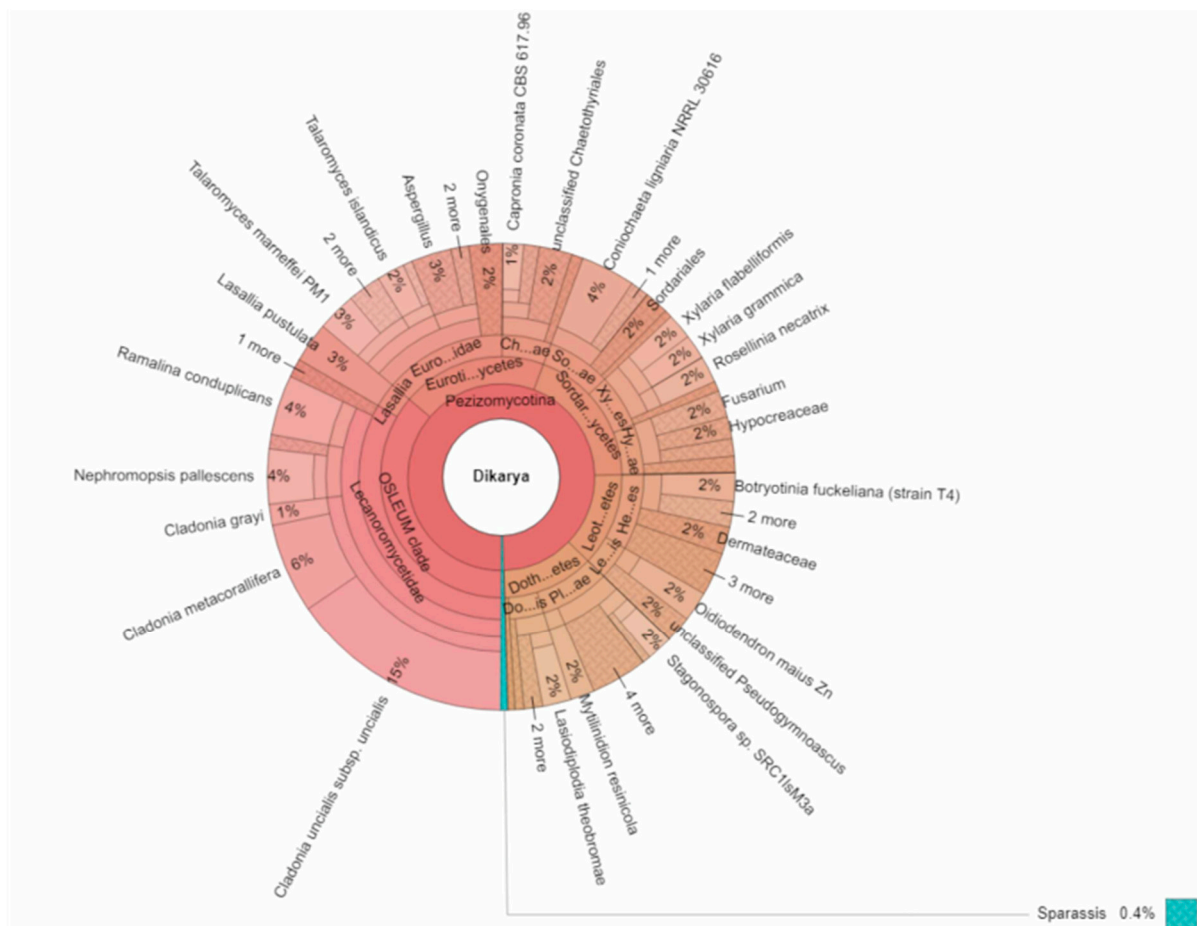 Capronia coronata CBS 617.96
1%
unclassified Chaetothyriales
2%
Coniochaeta ligniaria NRRL 30616
4%
1 more
Sordariales
2%
Xylaria flabelliformis
2%
Xylaria grammica
2%
Rosellinia necatrix
2%
Fusarium
2%
Hypocreaceae
2%
Botryotinia fuckeliana (strain T4)
2%
2 more
Dermateaceae
2%
3 more
Oidiodendron maius Zn
2%
unclassified Pseudogymnoascus
2%
Stagonospora sp. SRC1lsM3a
2%
4 more
Mytilinidion resinicola
2%
Lasiodiplodia theobromae
2%
2 more
Sparassis 0.4%
Cladonia uncialis subsp. uncialis
15%
Cladonia metacorallifera
6%
Cladonia grayi
1%
Nephromopsis pallescens
4%
Ramalina conduplicans
4%
1 more
Lasallia pustulata
3%
Talaromyces marneffei PM1
3%
2 more
Talaromyces islandicus
2%
Aspergillus
3%
2 more
Onygenales
2%
Ch...ae
So...ae
Xy...es
Hy...ae
Sordar...ycetes
Leot...etes
He...es
Le...is
Doth...etes
Pl...ae
Do...is
Euro...idae
Euroti...ycetes
Lasallia
Pezizomycotina
OSLEUM clade
Lecanoromycetidae
Dikarya